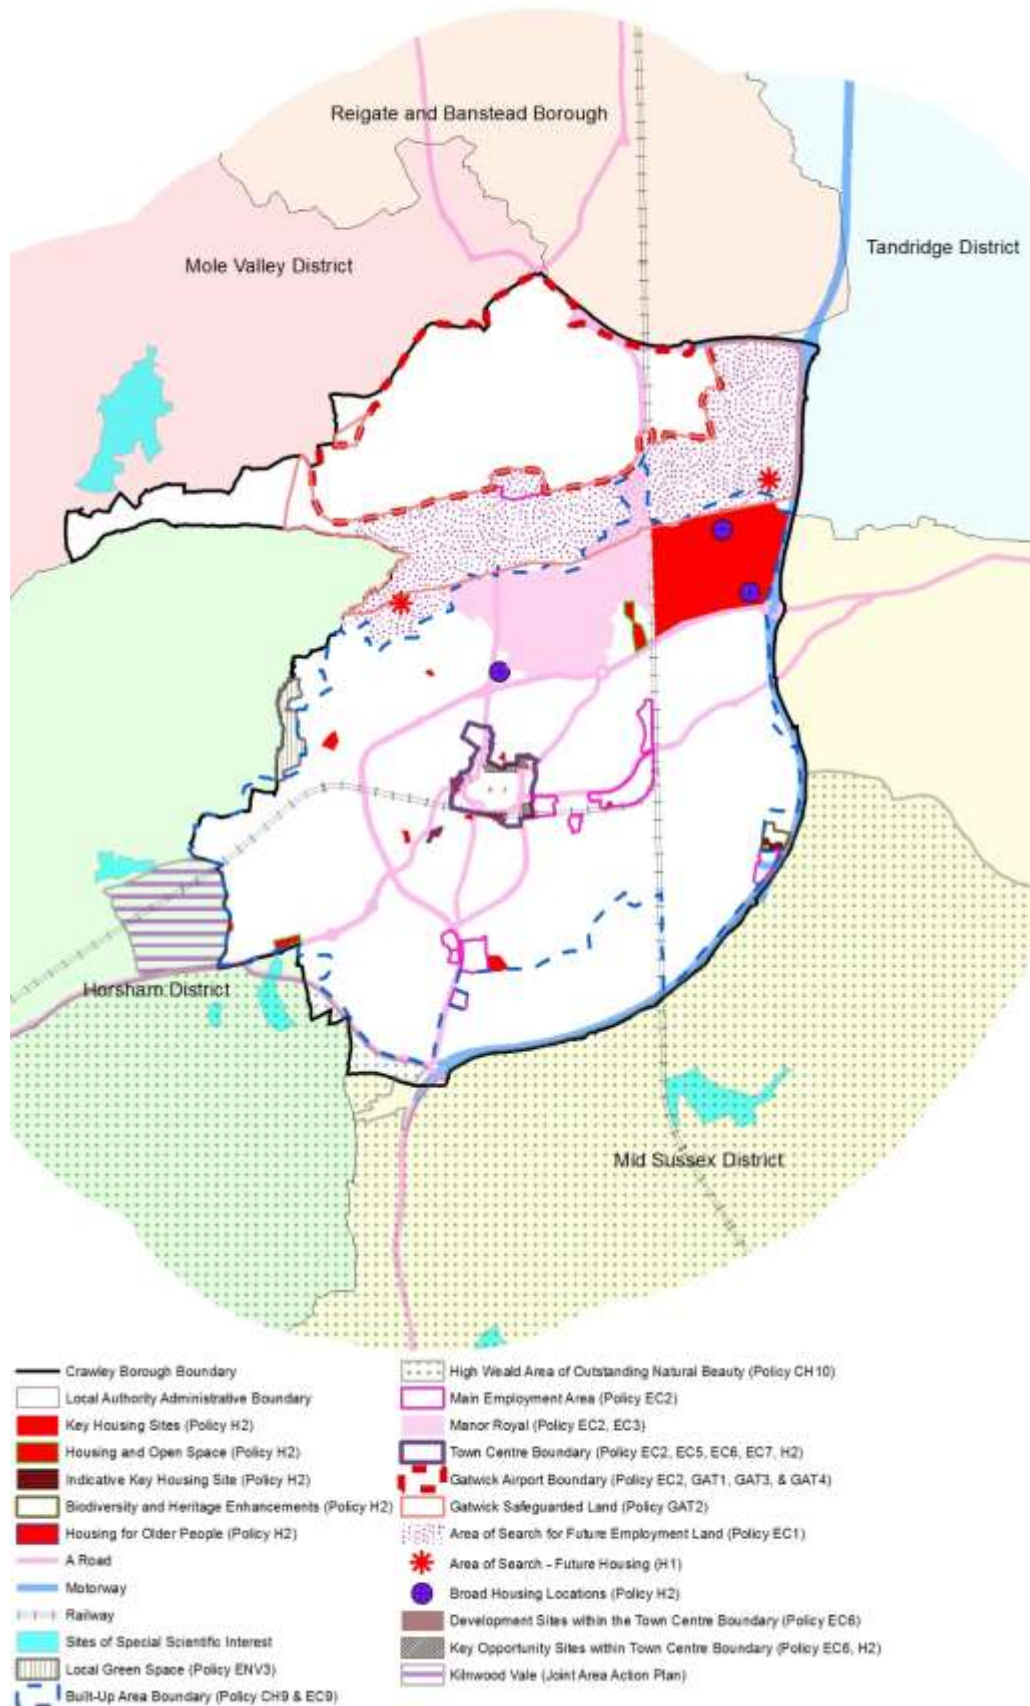 Reigate and Banstead Borough
Mole Valley District
Tandridge District
Horsham District
Mid Sussex District
Crawley Borough Boundary
Local Authority Administrative Boundary
Key Housing Sites (Policy H2)
Housing and Open Space (Policy H2)
Indicative Key Housing Site (Policy H2)
Biodiversity and Heritage Enhancements (Policy H2)
Housing for Older People (Policy H2)
A Road
Motorway
Railway
Sites of Special Scientific Interest
Local Green Space (Policy ENV3)
Built-Up Area Boundary (Policy CH9 & EC9)
High Weald Area of Outstanding Natural Beauty (Policy CH10)
Main Employment Area (Policy EC2)
Manor Royal (Policy EC2, EC3)
Town Centre Boundary (Policy EC2, EC5, EC6, EC7, H2)
Gatwick Airport Boundary (Policy EC2, GAT1, GAT3, & GAT4)
Gatwick Safeguarded Land (Policy GAT2)
Area of Search for Future Employment Land (Policy EC1)
Area of Search - Future Housing (H1)
Broad Housing Locations (Policy H2)
Development Sites within the Town Centre Boundary (Policy EC6)
Key Opportunity Sites within Town Centre Boundary (Policy EC6, H2)
Kilnwood Vale (Joint Area Action Plan)